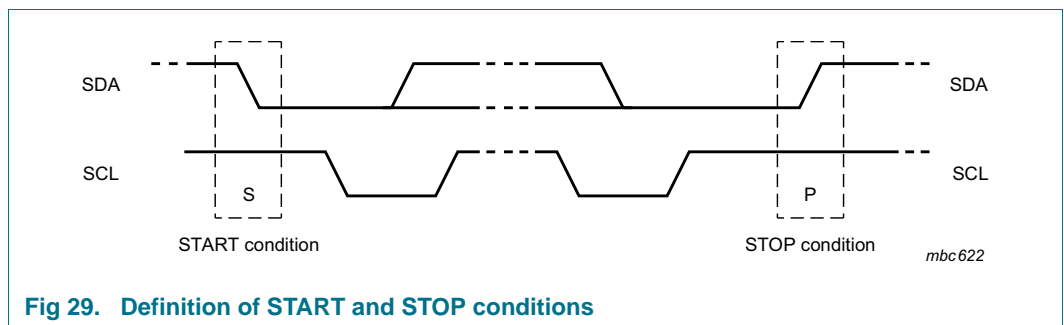 SDA
SDA
SCL
SCL
S
P
START condition
STOP condition
mbc622
Fig 29. Definition of START and STOP conditions